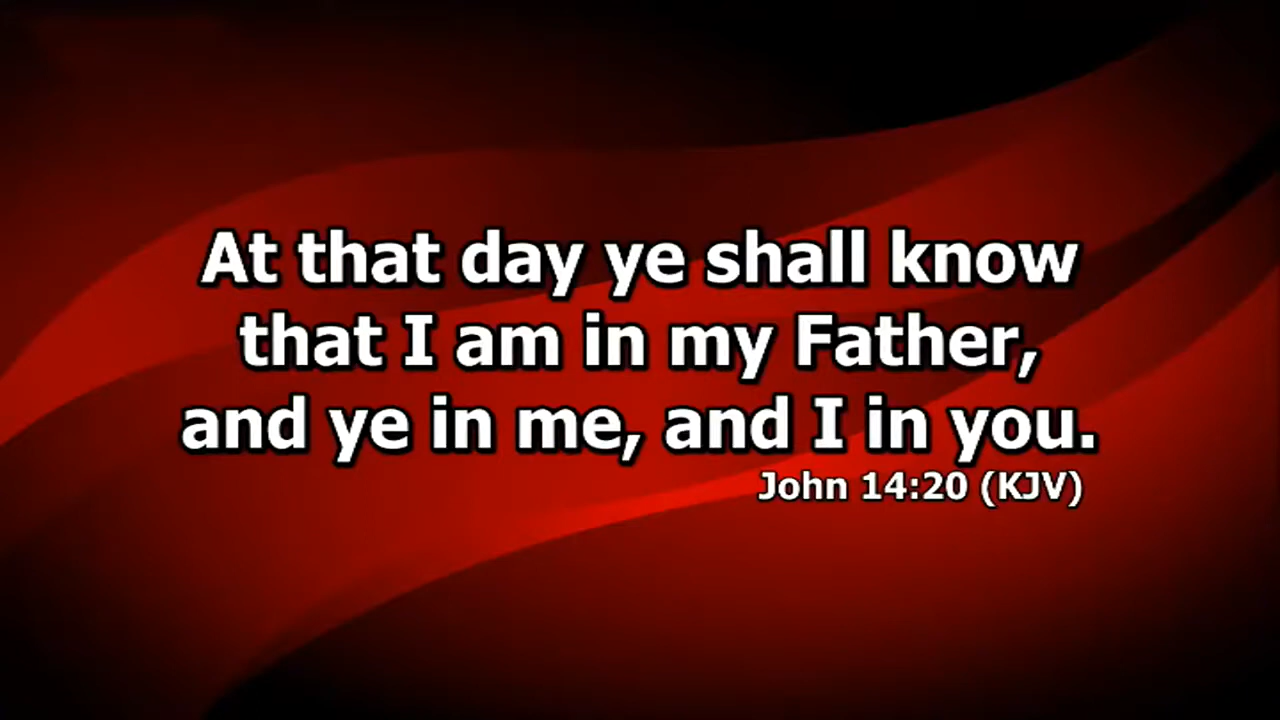 At that day ye shall know
that I am in my Father,
and ye in me, and I in you.
John 14:20 (KJV)